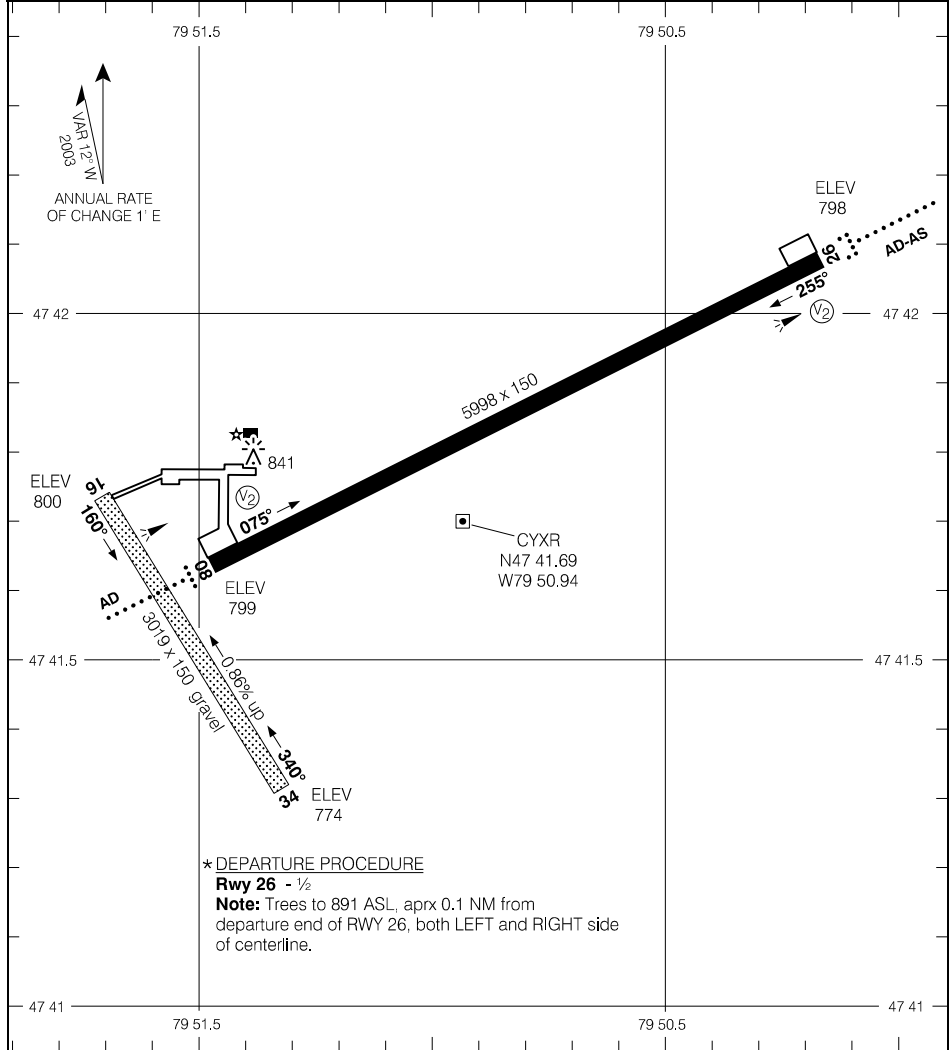 79 51.5
79 50.5
VAR 12° W
2003
ANNUAL RATE
OF CHANGE 1' E
ELEV
798
26
AD-AS
255°
V2
47 42
47 42
5998 x 150
841
ELEV
800
16
160°
V2
075°
CYXR
N47 41.69
W79 50.94
08
ELEV
799
AD
3019 x 150 gravel
0.86% up
47 41.5
47 41.5
340°
34
ELEV
774
* DEPARTURE PROCEDURE
Rwy 26 - ½
Note: Trees to 891 ASL, aprx 0.1 NM from
departure end of RWY 26, both LEFT and RIGHT side
of centerline.
47 41
47 41
79 51.5
79 50.5